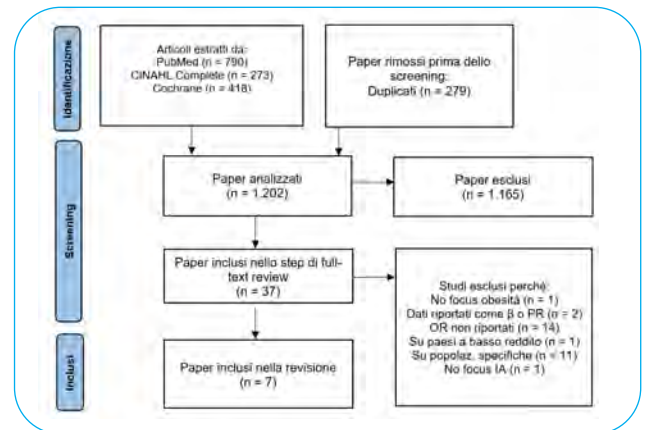 Identificazione
Articoli estratti da:
PubMed (n = 790)
CINAHL Complete (n = 273)
Cochrane (n = 418)
Paper rimossi prima dello
screening:
Duplicati (n = 279)
Screening
Paper analizzati
(n = 1.202)
Paper esclusi
(n = 1.165)
Paper inclusi nello step di full-
text review
(n = 37)
Studi esclusi perché:
No focus obesità (n = 1)
Dati riportati come β o PR (n = 2)
OR non riportati (n = 14)
Su paesi a basso reddito (n = 1)
Su popolaz. specifiche (n = 11)
No focus IA (n = 1)
Inclusi
Paper inclusi nella revisione
(n = 7)